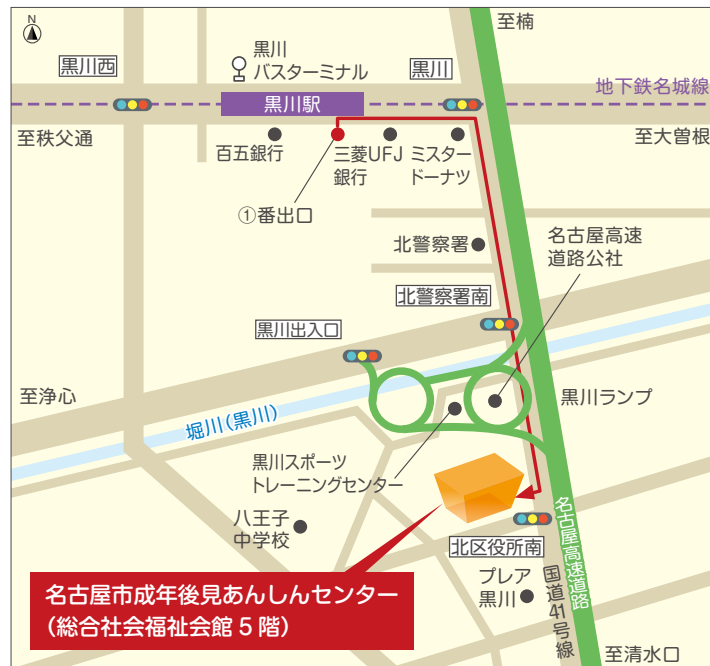 N
至楠
黒川西
黒川
バスターミナル
黒川
地下鉄名城線
黒川駅
至秩父通
百五銀行
三菱UFJ
銀行
ミスター
ドーナツ
至大曽根
①番出口
北警察署
名古屋高速
道路公社
北警察署南
黒川出入口
至浄心
堀川(黒川)
黒川ランプ
黒川スポーツ
トレーニングセンター
八王子
中学校
北区役所南
名古屋高速道路
国道41号線
プレア
黒川
名古屋市成年後見あんしんセンター
(総合社会福祉会館5階)
至清水口